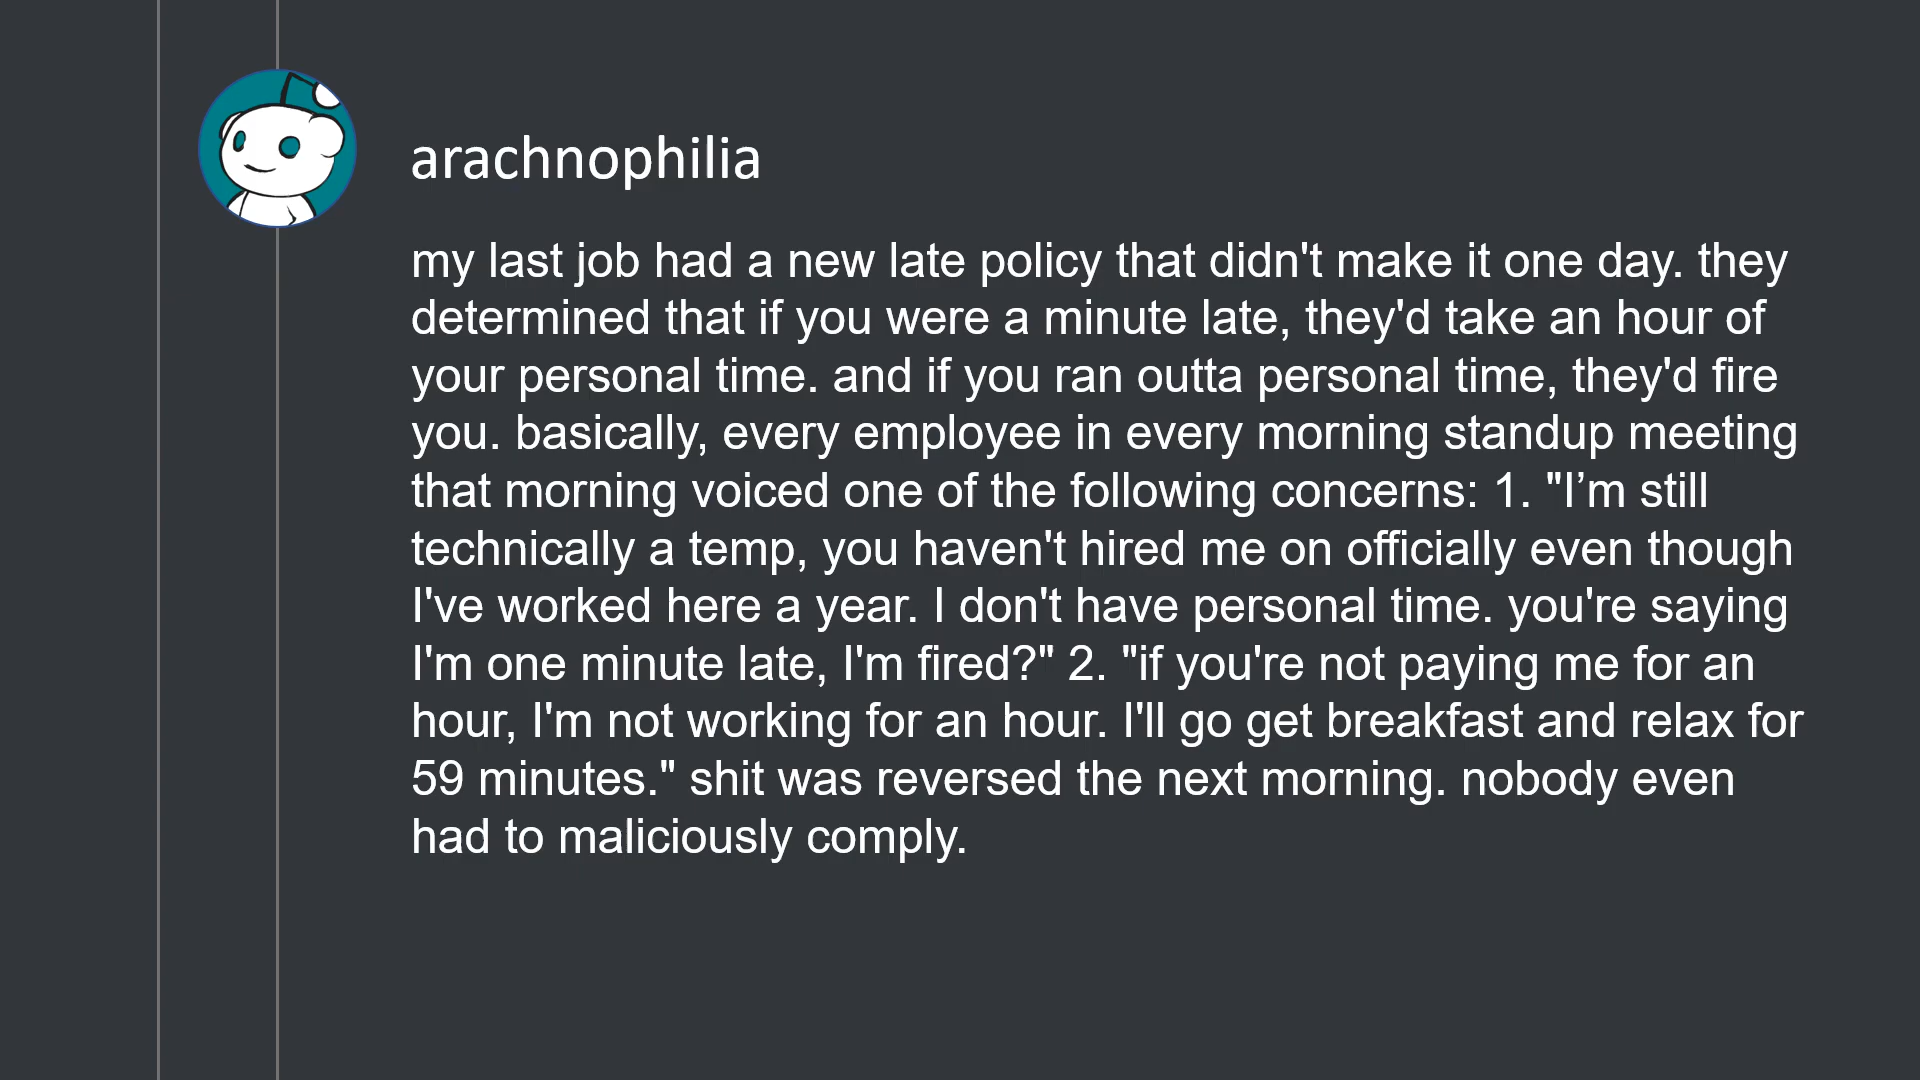 arachnophilia
my last job had a new late policy that didn't make it one day. they
determined that if you were a minute late, they'd take an hour of
your personal time. and if you ran outta personal time, they'd fire
you. basically, every employee in every morning standup meeting
that morning voiced one of the following concerns: 1. "I’m still
technically a temp, you haven't hired me on officially even though
I've worked here a year. I don't have personal time. you're saying
I'm one minute late, I'm fired?" 2. "if you're not paying me for an
hour, I'm not working for an hour. I'll go get breakfast and relax for
59 minutes." shit was reversed the next morning. nobody even
had to maliciously comply.